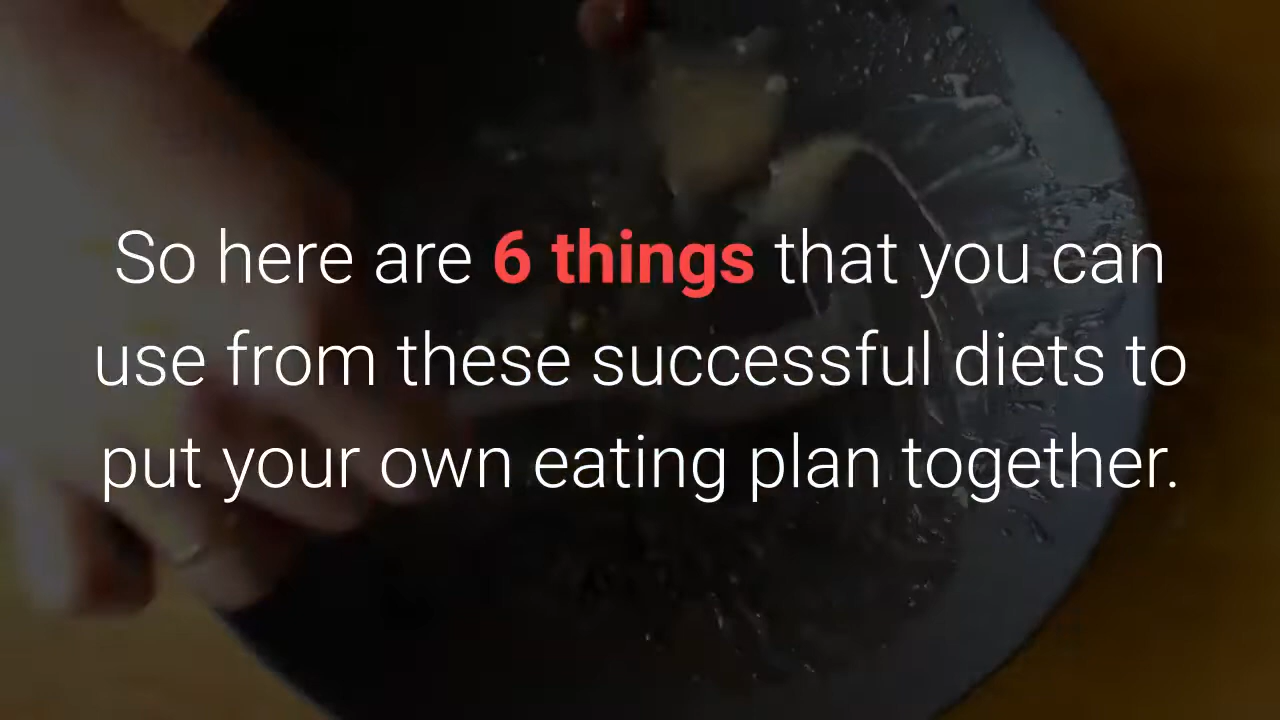 So here are 6 things that you can
use from these successful diets to
put your own eating plan together.